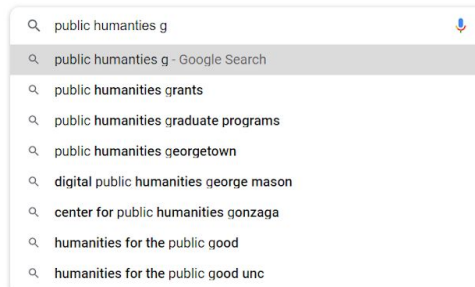 public humanties g
public humanties g - Google Search
public humanities grants
public humanities graduate programs
public humanities georgetown
digital public humanities george mason
center for public humanities gonzaga
humanities for the public good
humanities for the public good unc